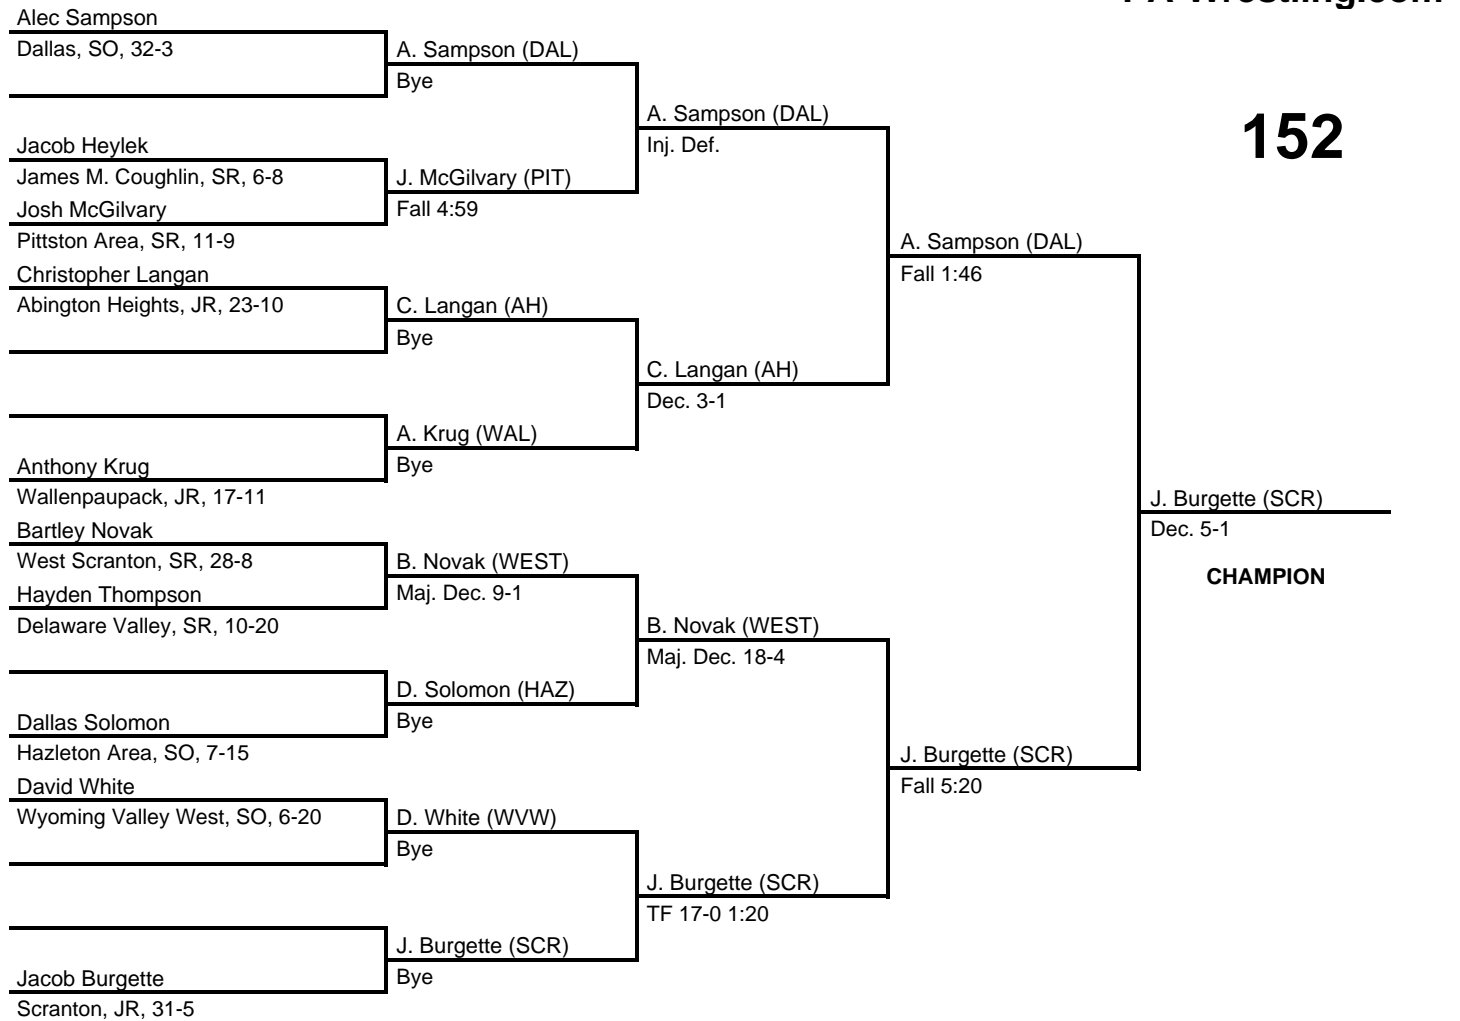 PA-Wrestling.com
152
Alec Sampson
Dallas, SO, 32-3
Jacob Heylek
James M. Coughlin, SR, 6-8
Josh McGilvary
Pittston Area, SR, 11-9
Christopher Langan
Abington Heights, JR, 23-10
Anthony Krug
Wallenpaupack, JR, 17-11
Bartley Novak
West Scranton, SR, 28-8
Hayden Thompson
Delaware Valley, SR, 10-20
Dallas Solomon
Hazleton Area, SO, 7-15
David White
Wyoming Valley West, SO, 6-20
Jacob Burgette
Scranton, JR, 31-5
A. Sampson (DAL)
Bye
J. McGilvary (PIT)
Fall 4:59
C. Langan (AH)
Bye
A. Krug (WAL)
Bye
B. Novak (WEST)
Maj. Dec. 9-1
D. Solomon (HAZ)
Bye
D. White (WVW)
Bye
J. Burgette (SCR)
Bye
A. Sampson (DAL)
Inj. Def.
C. Langan (AH)
Dec. 3-1
B. Novak (WEST)
Maj. Dec. 18-4
J. Burgette (SCR)
TF 17-0 1:20
A. Sampson (DAL)
Fall 1:46
J. Burgette (SCR)
Fall 5:20
J. Burgette (SCR)
Dec. 5-1
CHAMPION